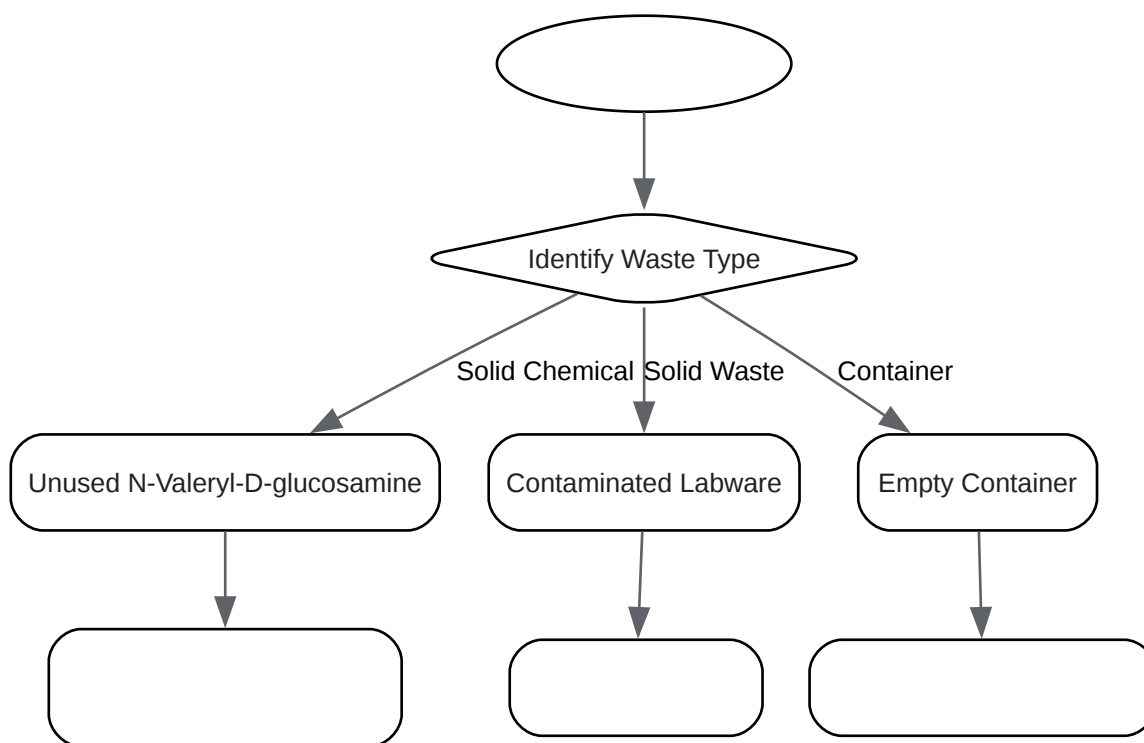 Identify Waste Type
Solid Chemical
Solid Waste
Container
Unused N-Valeryl-D-glucosamine
Contaminated Labware
Empty Container